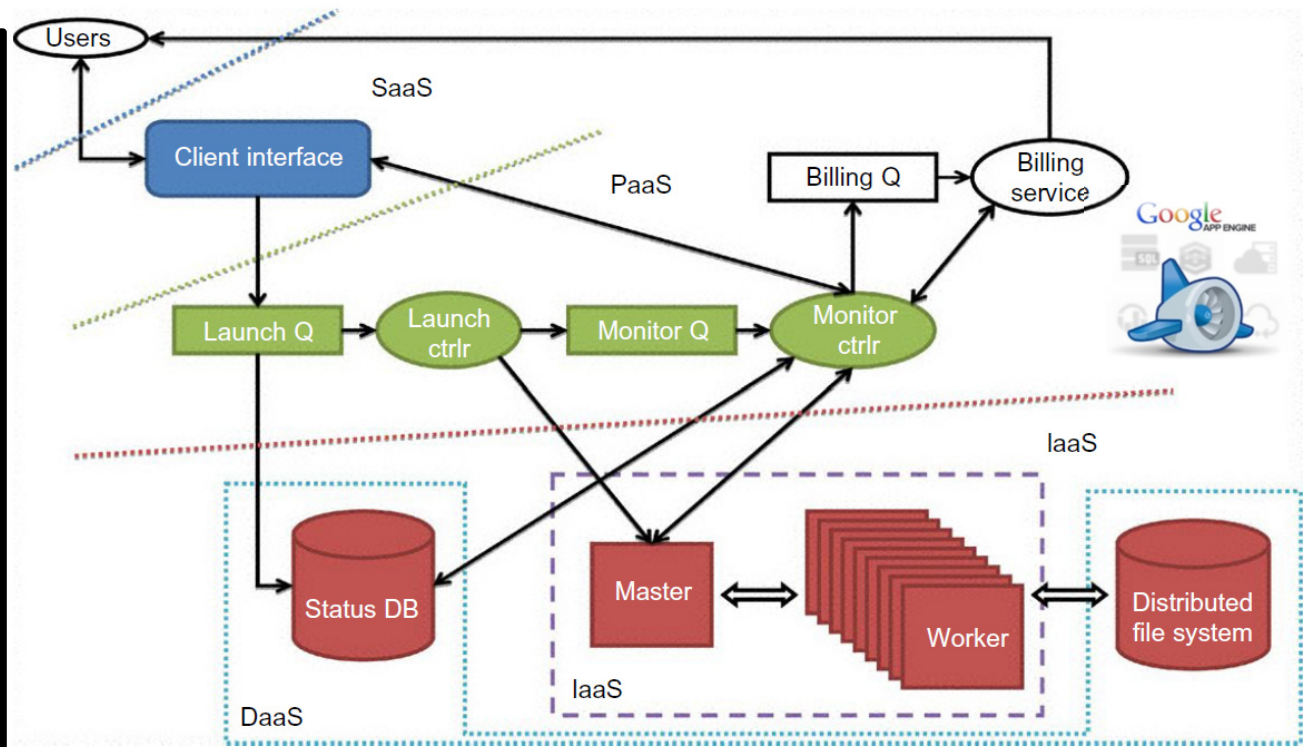 Users
SaaS
Client interface
PaaS
Billing Q
Billing
service
Google
APP ENGINE
SQL
Launch Q
Launch
ctrlr
Monitor Q
Monitor
ctrlr
IaaS
Status DB
Master
Worker
Distributed
file system
IaaS
DaaS